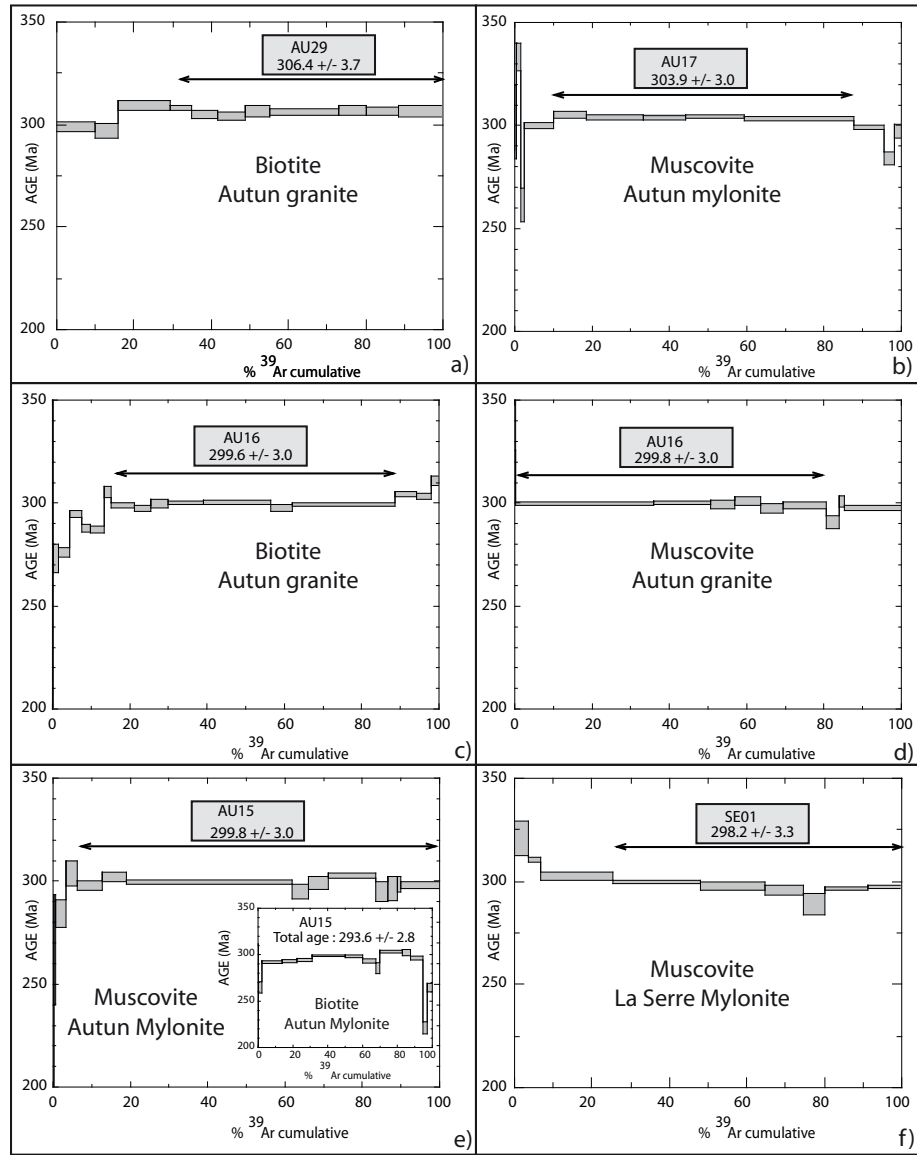 350
300
250
200
AGE (Ma)
AU29
306.4 +/- 3.7
Biotite
Autun granite
0 20 40 60 80 100
% 39Ar cumulative
a)
350
300
250
200
AGE (Ma)
AU17
303.9 +/- 3.0
Muscovite
Autun mylonite
0 20 40 60 80 100
% 39Ar cumulative
b)
350
300
250
200
AGE (Ma)
AU16
299.6 +/- 3.0
Biotite
Autun granite
0 20 40 60 80 100
% 39Ar cumulative
c)
350
300
250
200
AGE (Ma)
AU16
299.8 +/- 3.0
Muscovite
Autun granite
0 20 40 60 80 100
% 39Ar cumulative
d)
350
300
250
200
AGE (Ma)
AU15
299.8 +/- 3.0
Muscovite
Autun Mylonite
350
300
250
200
AGE (Ma)
AU15
Total age : 293.6 +/- 2.8
Biotite
Autun Mylonite
0 20 40 60 80 100
% 39Ar cumulative
0 20 40 60 80 100
% 39Ar cumulative
e)
350
300
250
200
AGE (Ma)
SE01
298.2 +/- 3.3
Muscovite
La Serre Mylonite
0 20 40 60 80 100
% 39Ar cumulative
f)